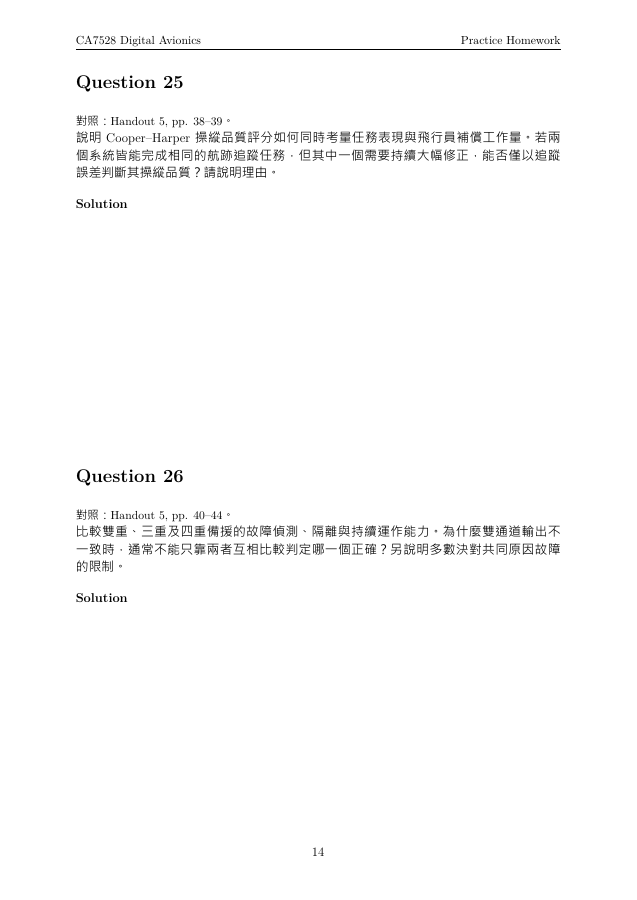 CA7528 Digital Avionics Practice Homework
Question 25
對照：Handout 5, pp. 38–39。
說明 Cooper–Harper 操縱品質評分如何同時考量任務表現與飛行員補償工作量。若兩
個系統皆能完成相同的航跡追蹤任務，但其中一個需要持續大幅修正，能否僅以追蹤
誤差判斷其操縱品質？請說明理由。
Solution
Question 26
對照：Handout 5, pp. 40–44。
比較雙重、三重及四重備援的故障偵測、隔離與持續運作能力。為什麼雙通道輸出不
一致時，通常不能只靠兩者互相比較判定哪一個正確？另說明多數決對共同原因故障
的限制。
Solution
14